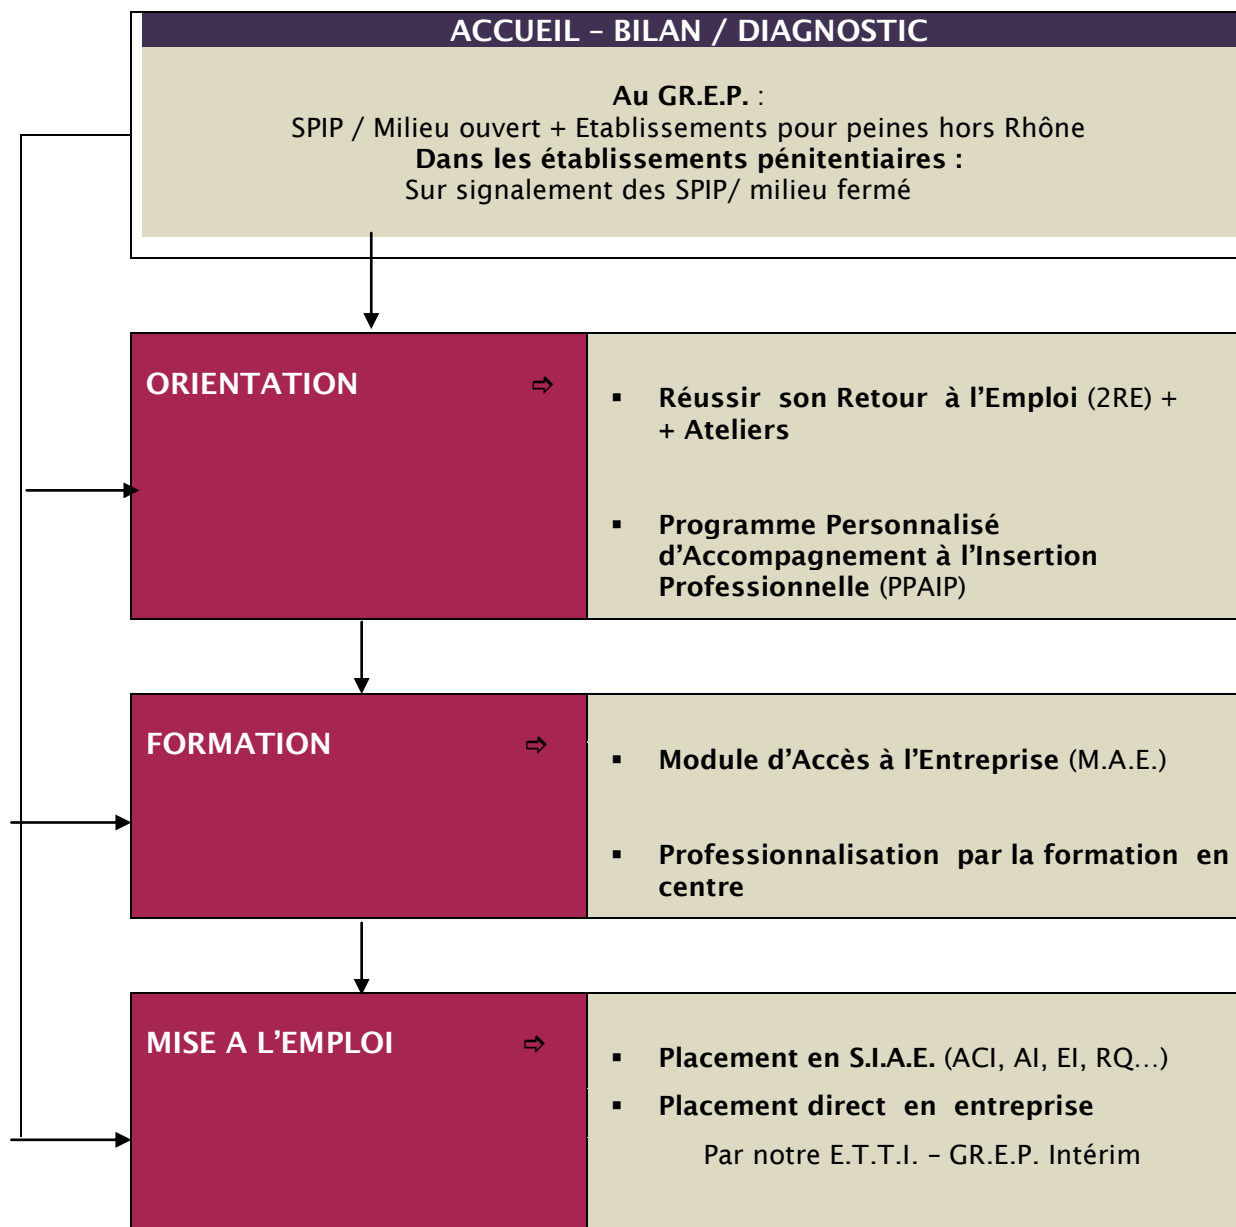 ACCUEIL – BILAN / DIAGNOSTIC
Au GR.E.P. :
SPIP / Milieu ouvert + Etablissements pour peines hors Rhône
Dans les établissements pénitentiaires :
Sur signalement des SPIP/ milieu fermé
ORIENTATION ⇨
▪ Réussir son Retour à l’Emploi (2RE) +
+ Ateliers
▪ Programme Personnalisé
d’Accompagnement à l’Insertion
Professionnelle (PPAIP)
FORMATION ⇨
▪ Module d’Accès à l’Entreprise (M.A.E.)
▪ Professionnalisation par la formation en
centre
MISE A L’EMPLOI ⇨
▪ Placement en S.I.A.E. (ACI, AI, EI, RQ…)
▪ Placement direct en entreprise
Par notre E.T.T.I. – GR.E.P. Intérim